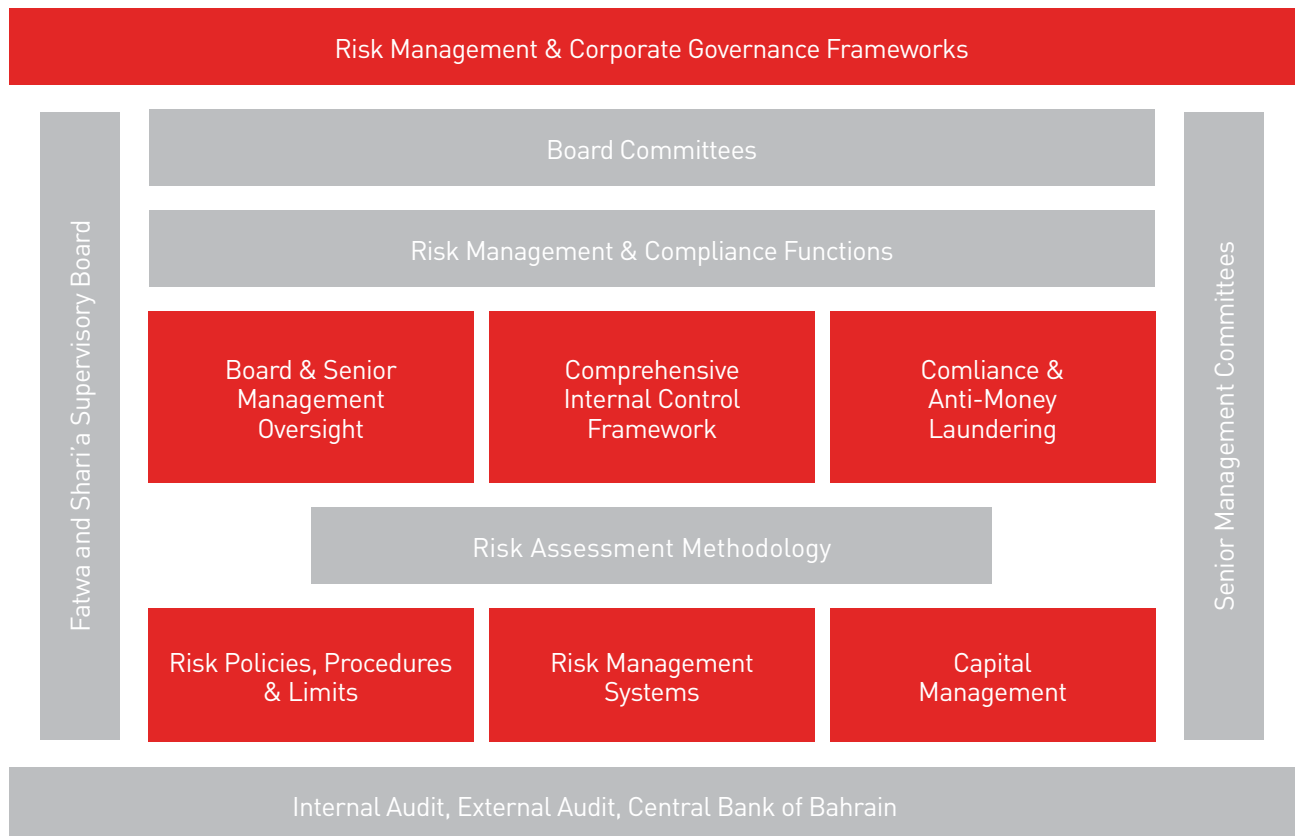 Risk Management & Corporate Governance Frameworks
Board Committees
Risk Management & Compliance Functions
Fatwa and Shari'a Supervisory Board
Senior Management Committees
Board & Senior
Management
Oversight
Comprehensive
Internal Control
Framework
Comliance &
Anti-Money
Laundering
Risk Assessment Methodology
Risk Policies, Procedures
& Limits
Risk Management
Systems
Capital
Management
Internal Audit, External Audit, Central Bank of Bahrain